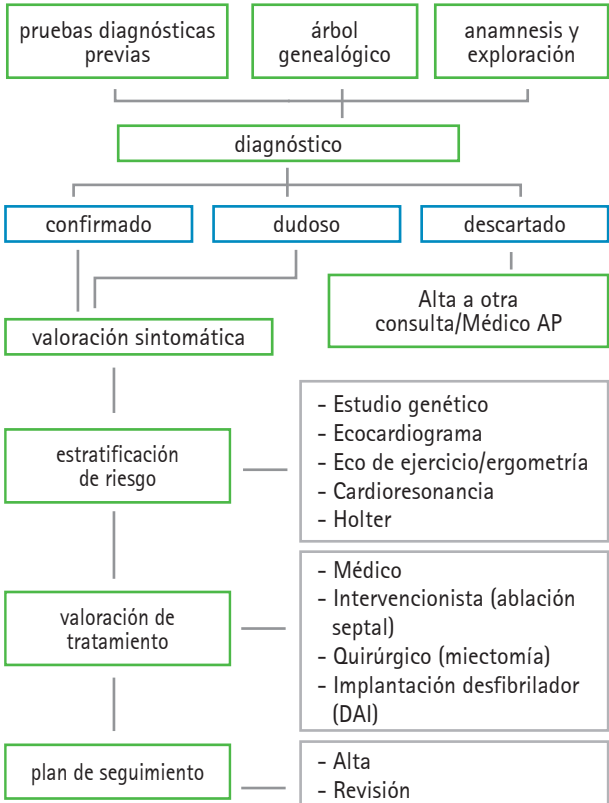 pruebas diagnósticas
previas
árbol
genealógico
anamnesis y
exploración
diagnóstico
confirmado
dudoso
descartado
Alta a otra
consulta/Médico AP
valoración sintomática
estratificación
de riesgo
- Estudio genético
- Ecocardiograma
- Eco de ejercicio/ergometría
- Cardioresonancia
- Holter
valoración de
tratamiento
- Médico
- Intervencionista (ablación
septal)
- Quirúrgico (miectomía)
- Implantación desfibrilador
(DAI)
plan de seguimiento
- Alta
- Revisión